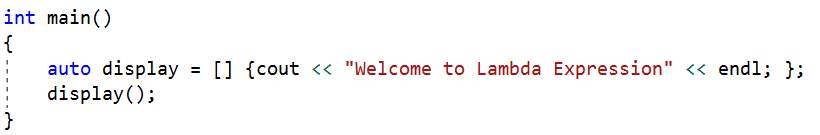 int main()
{
    auto display = [] {cout << "Welcome to Lambda Expression" << endl; };
    display();
}